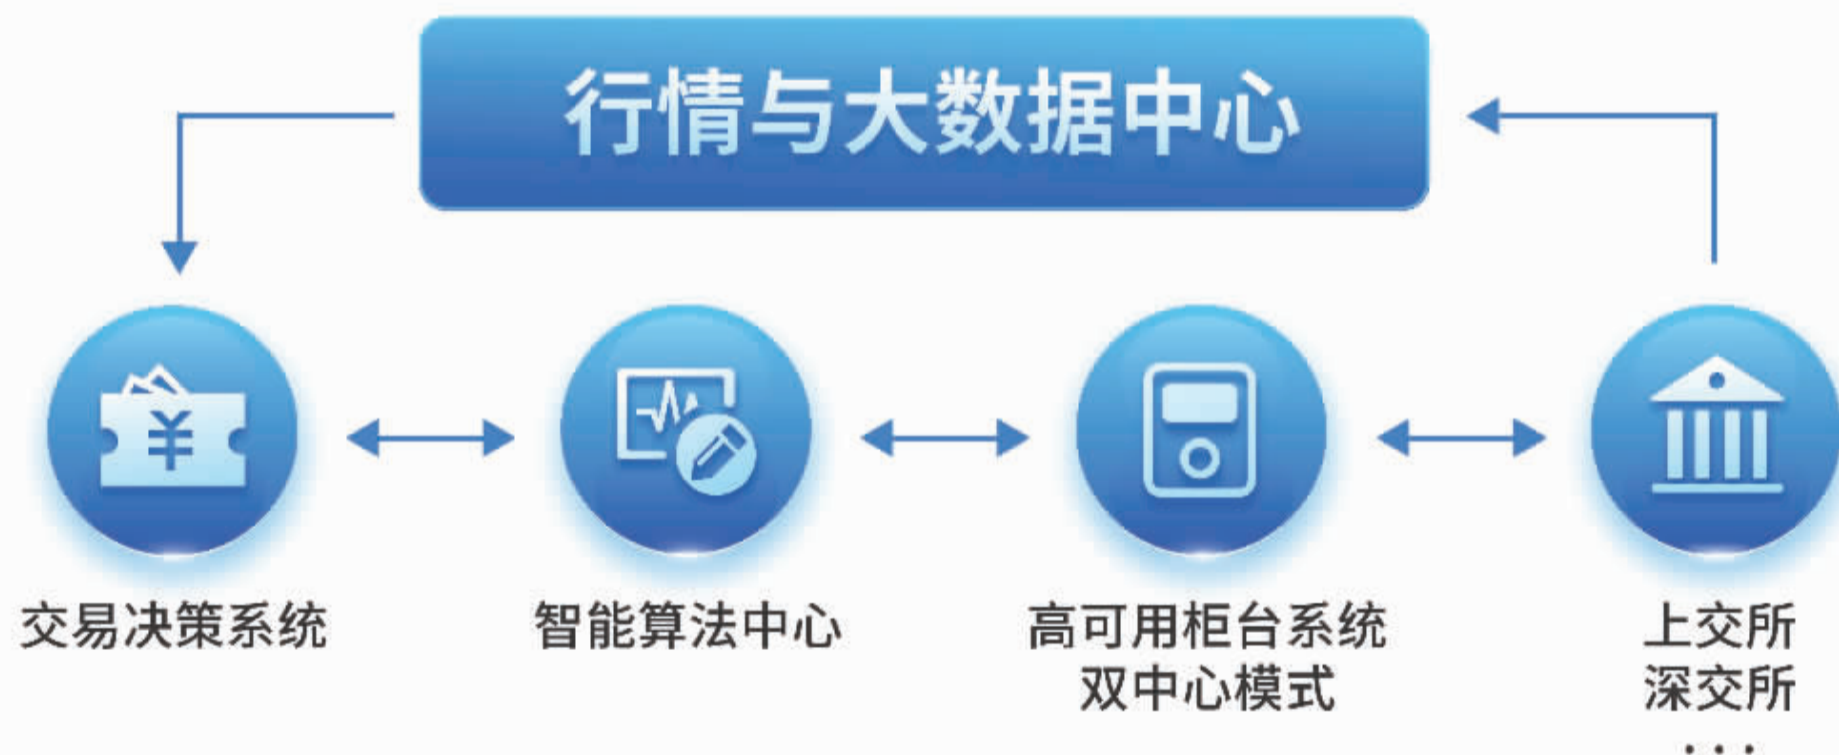 行情与大数据中心
¥
交易决策系统
智能算法中心
高可用柜台系统
双中心模式
上交所
深交所
...